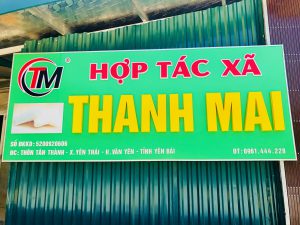 TM ®
HỢP TÁC XÃ
THANH MAI
SỐ ĐKKD: 5200920606
ĐC: THÔN TÂN THÀNH - X. YÊN THÁI - H. VĂN YÊN - TỈNH YÊN BÁI
ĐT: 0961.444.228